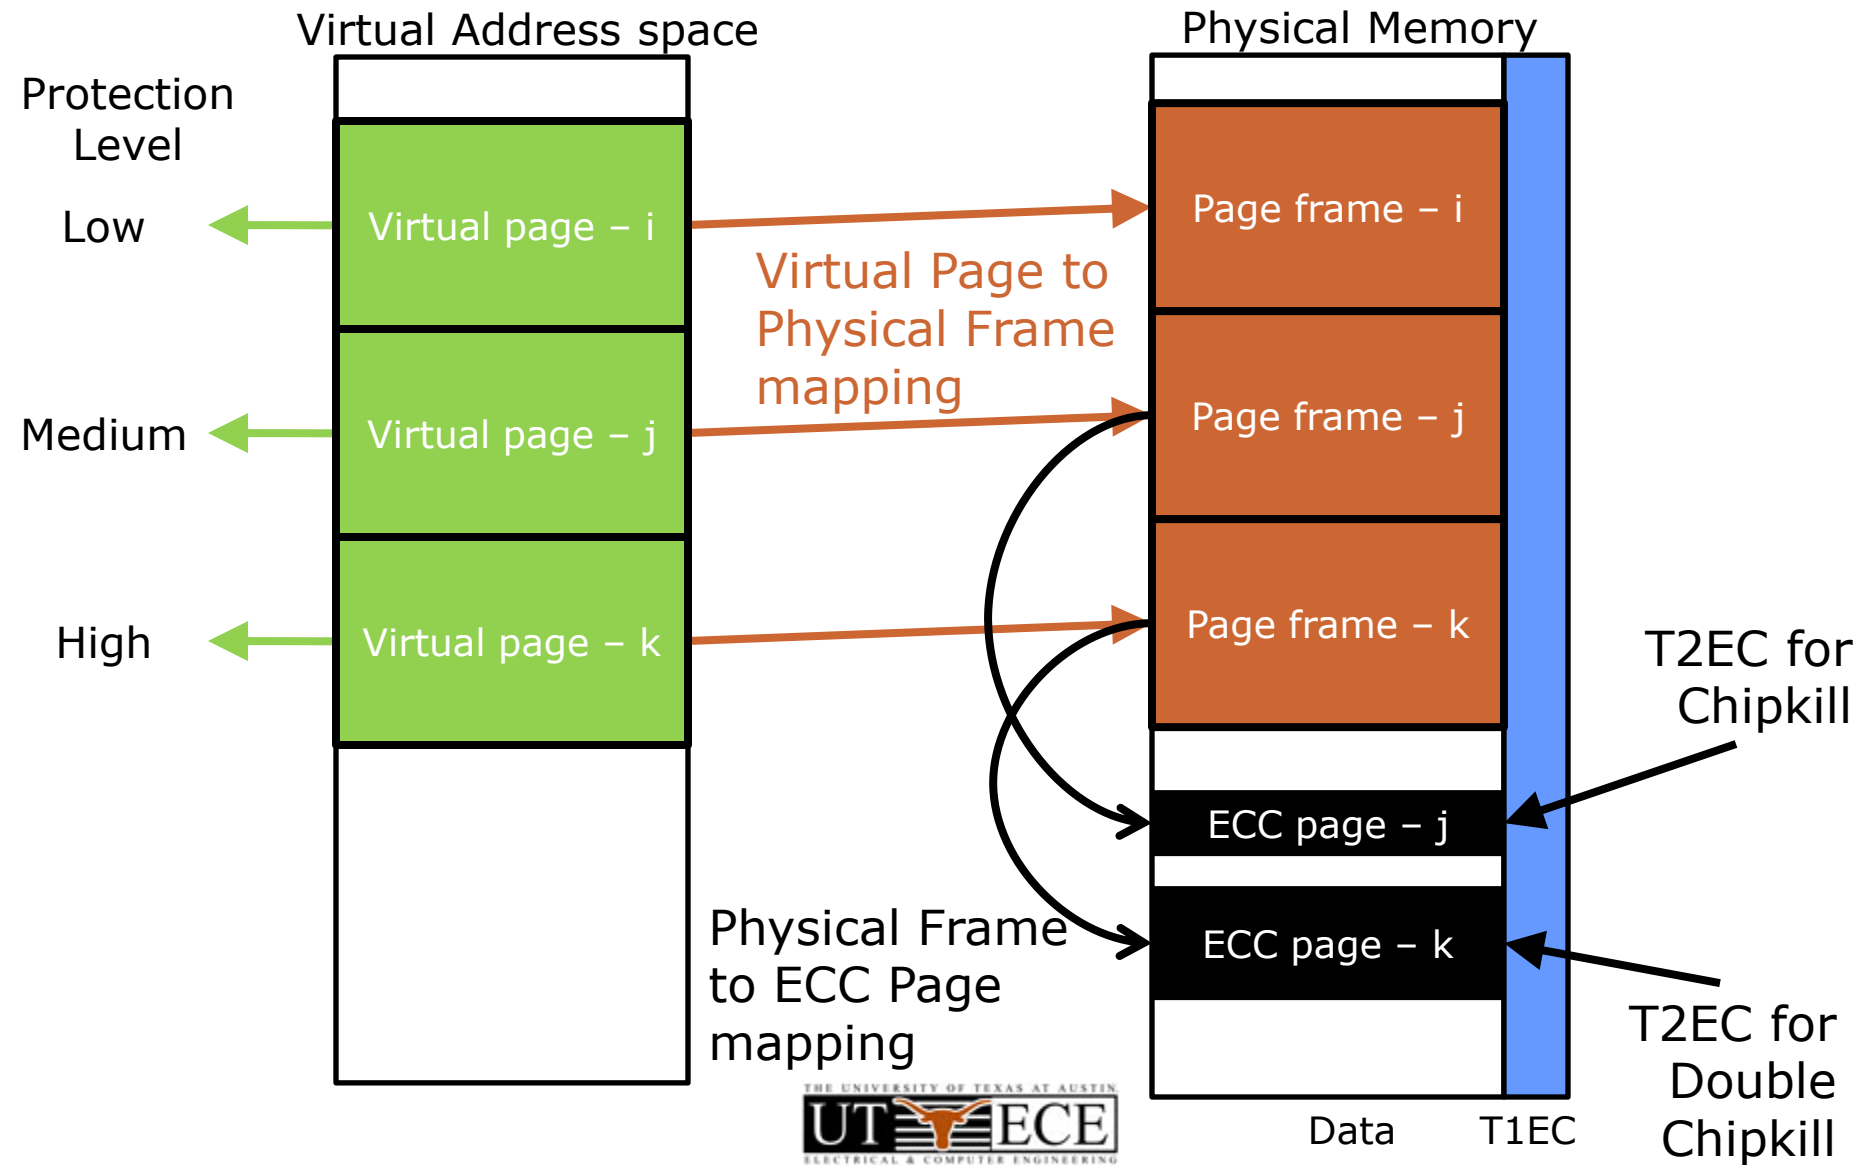 Virtual Address space
Physical Memory
Protection
Level
Low
Virtual page – i
Page frame – i
Virtual Page to
Physical Frame
mapping
Medium
Virtual page – j
Page frame – j
High
Virtual page – k
Page frame – k
T2EC for
Chipkill
ECC page – j
Physical Frame
to ECC Page
mapping
ECC page – k
T2EC for
Double
Chipkill
Data
T1EC
THE UNIVERSITY OF TEXAS AT AUSTIN
UT ECE
ELECTRICAL & COMPUTER ENGINEERING